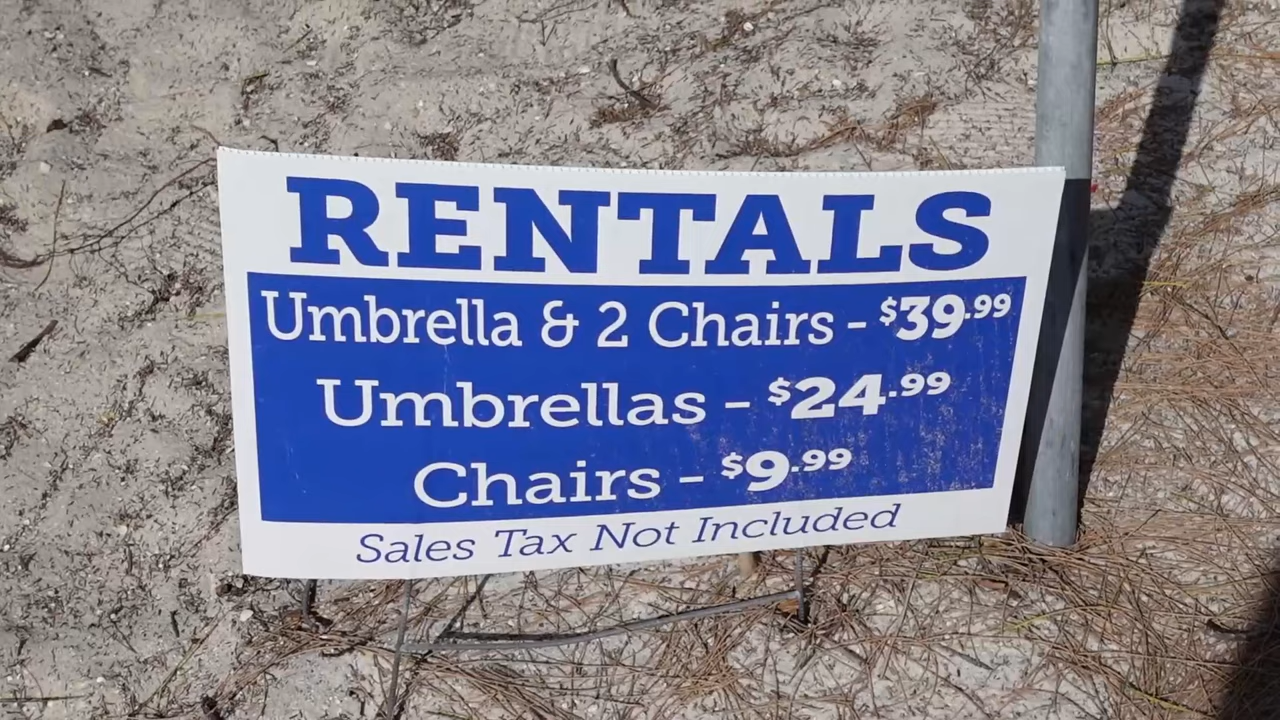 RENTALS
Umbrella & 2 Chairs - $39.99
Umbrellas - $24.99
Chairs - $9.99
Sales Tax Not Included